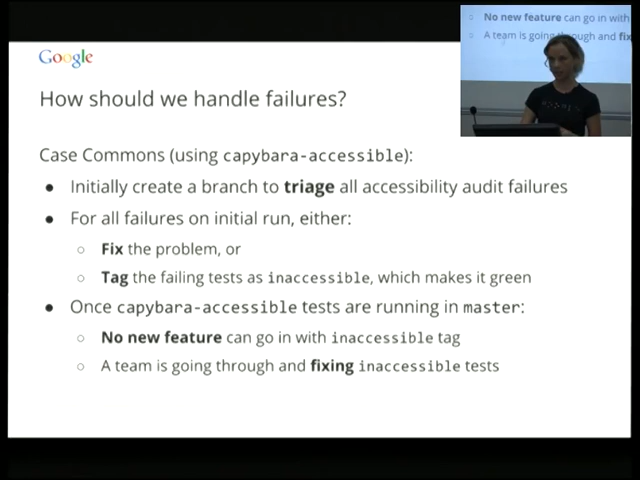 Google
How should we handle failures?
Case Commons (using capybara-accessible):
● Initially create a branch to triage all accessibility audit failures
● For all failures on initial run, either:
○ Fix the problem, or
○ Tag the failing tests as inaccessible, which makes it green
● Once capybara-accessible tests are running in master:
○ No new feature can go in with inaccessible tag
○ A team is going through and fixing inaccessible tests
○ No new feature can go in with
○ A team is going through and fix